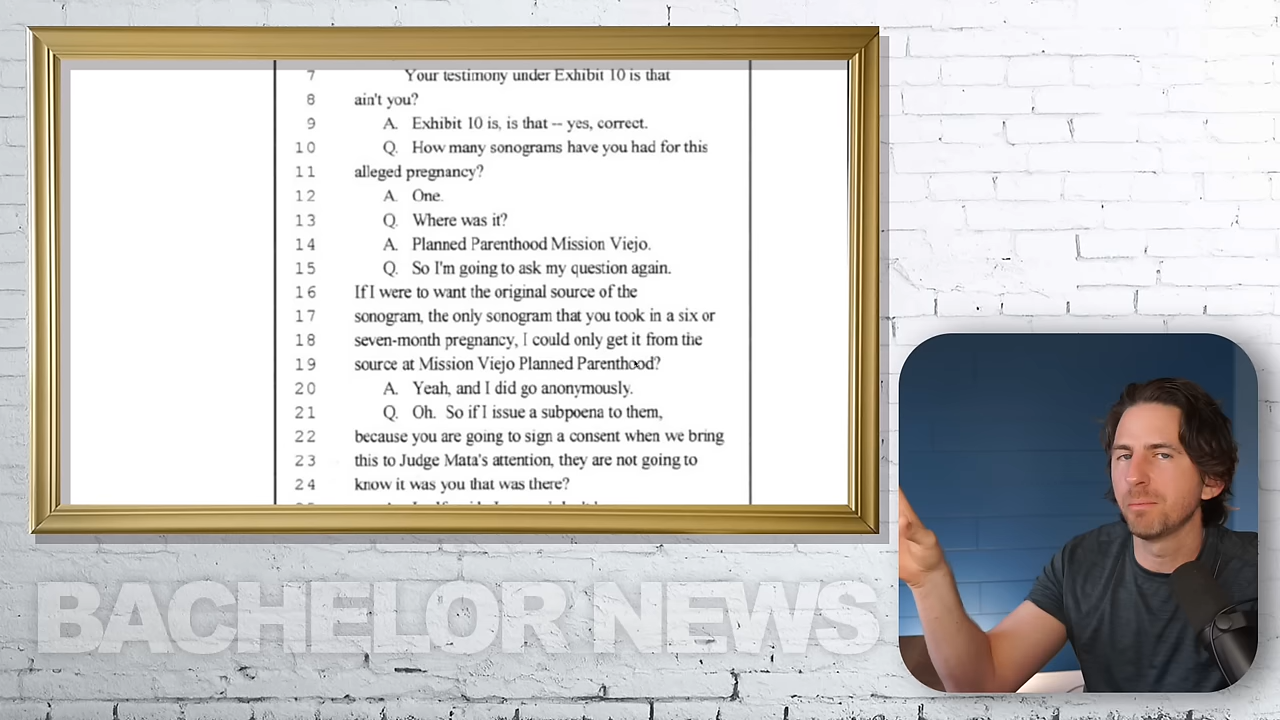 7 Your testimony under Exhibit 10 is that
8 ain't you?
9 A. Exhibit 10 is, is that -- yes, correct.
10 Q. How many sonograms have you had for this
11 alleged pregnancy?
12 A. One.
13 Q. Where was it?
14 A. Planned Parenthood Mission Viejo.
15 Q. So I'm going to ask my question again.
16 If I were to want the original source of the
17 sonogram, the only sonogram that you took in a six or
18 seven-month pregnancy, I could only get it from the
19 source at Mission Viejo Planned Parenthood?
20 A. Yeah, and I did go anonymously.
21 Q. Oh. So if I issue a subpoena to them,
22 because you are going to sign a consent when we bring
23 this to Judge Mata's attention, they are not going to
24 know it was you that was there?
BACHELOR NEWS